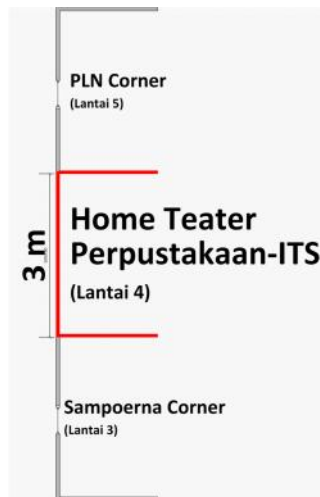 PLN Corner
(Lantai 5)
3 m
Home Teater
Perpustakaan-ITS
(Lantai 4)
Sampoerna Corner
(Lantai 3)